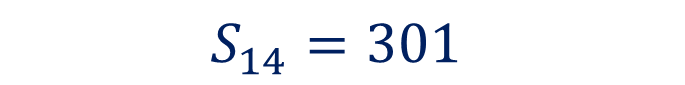 S₁₄ = 301